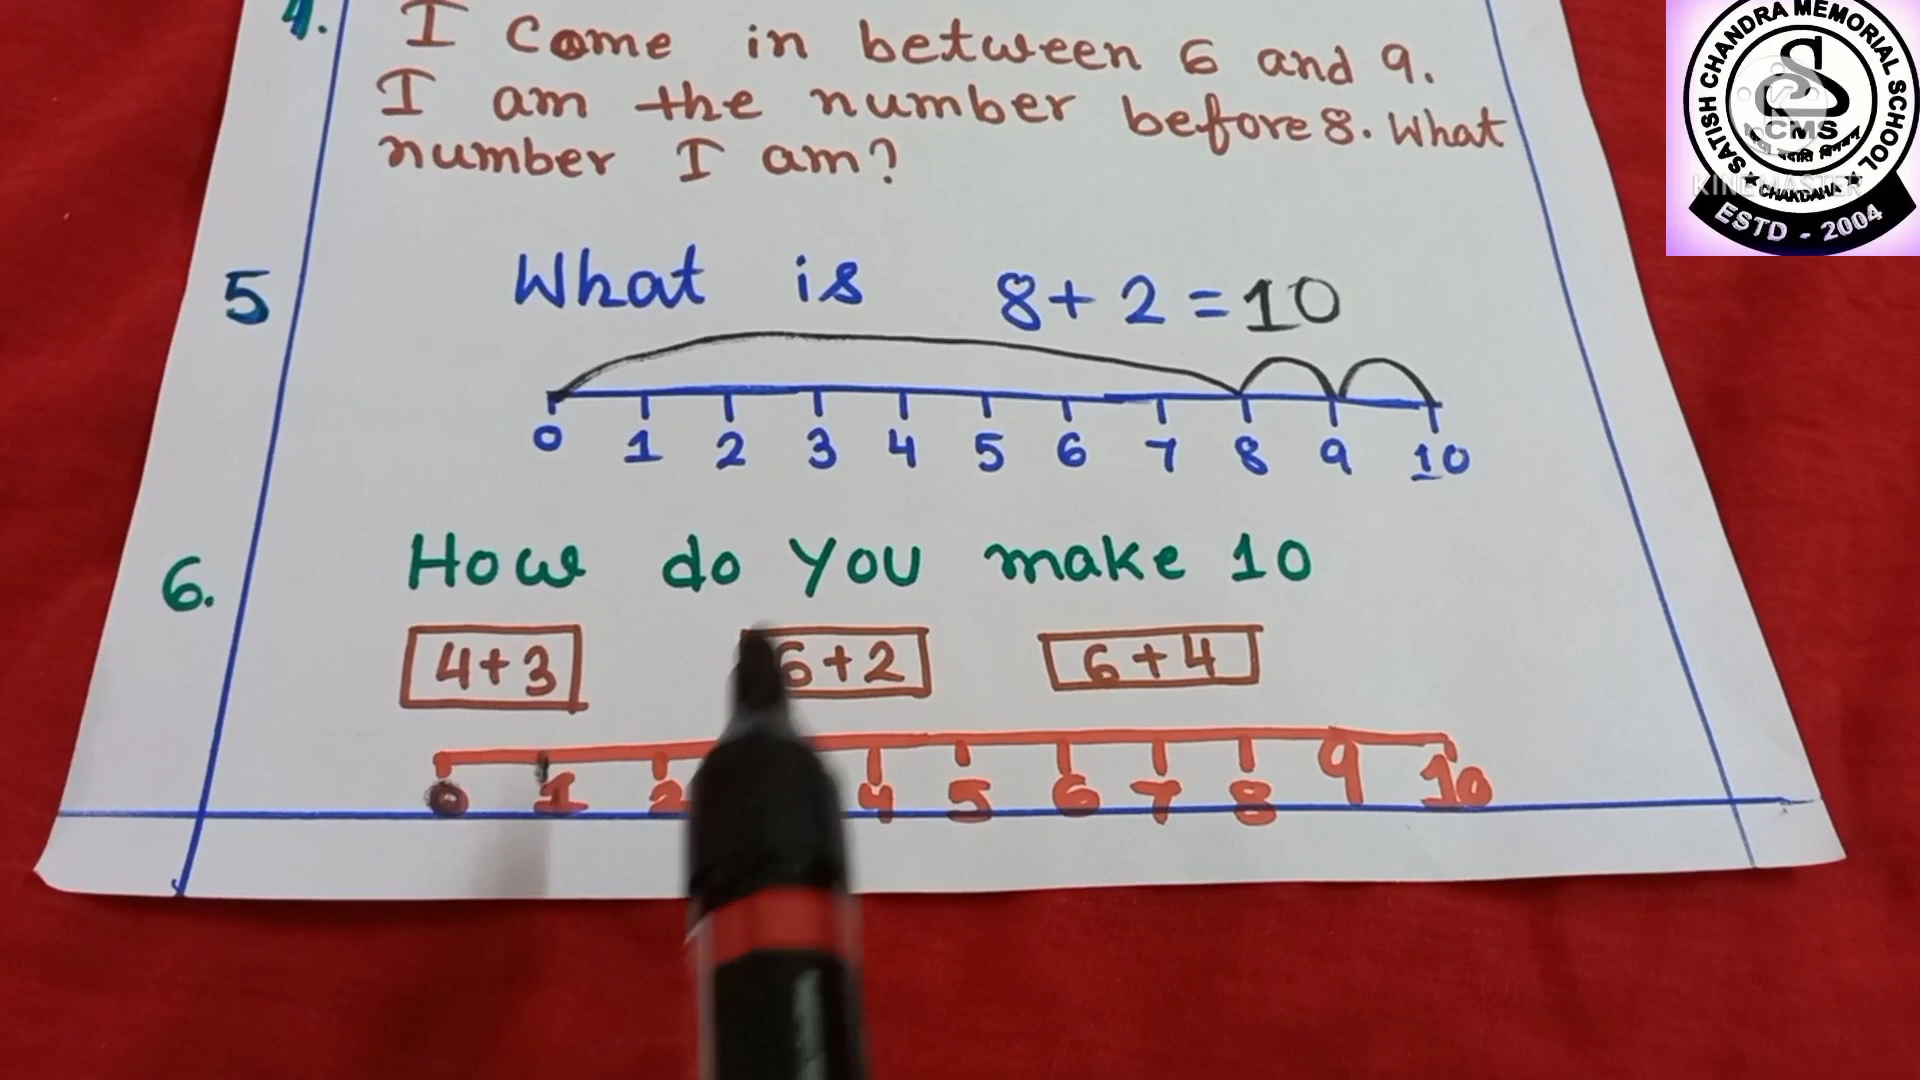 4.
I Come in between 6 and 9.
I am the number before 8. What
number I am?
5 What is 8+2=10
0 1 2 3 4 5 6 7 8 9 10
6. How do you make 10
4+3 6+2 6+4
0 1 2 4 5 6 7 8 9 10
SATISH CHANDRA MEMORIAL SCHOOL
S
CMS
CHAKDAHA
ESTD - 2004